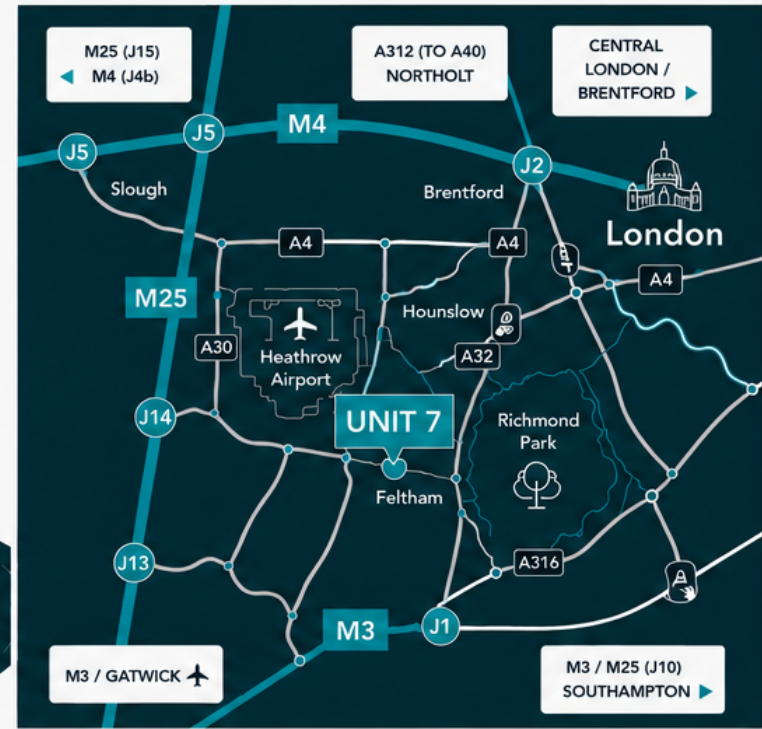 M25 (J15)
M4 (J4b)
A312 (TO A40)
NORTHOLT
CENTRAL
LONDON /
BRENTFORD
J5
J5
M4
J2
Slough
Brentford
London
A4
A4
A4
M25
Hounslow
A30
Heathrow
Airport
A32
J14
UNIT 7
Richmond
Park
Feltham
J13
A316
M3
J1
M3 / GATWICK
M3 / M25 (J10)
SOUTHAMPTON